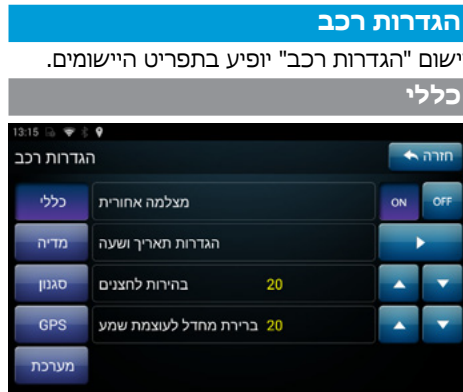 הגדרות רכב
ישום "הגדרות רכב" יופיע בתפריט היישומים.
כללי
13:15
הגדרות רכב חזרה
כללי מצלמה אחורית ON OFF
מדיה הגדרות תאריך ושעה
סגנון בהירות לחצנים 20
GPS ברירת מחדל לעוצמת שמע 20
מערכת